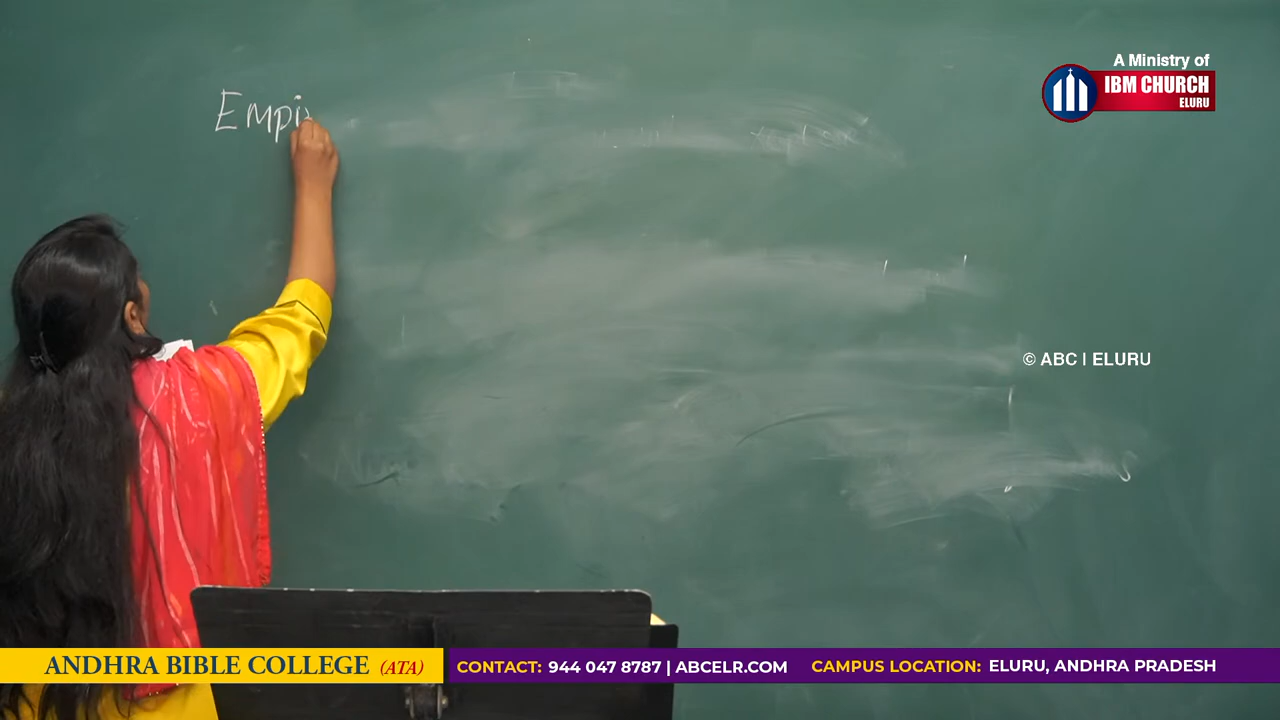 A Ministry of
IBM CHURCH
ELURU
Empi
© ABC | ELURU
ANDHRA BIBLE COLLEGE (ATA) CONTACT: 944 047 8787 | ABCELR.COM CAMPUS LOCATION: ELURU, ANDHRA PRADESH